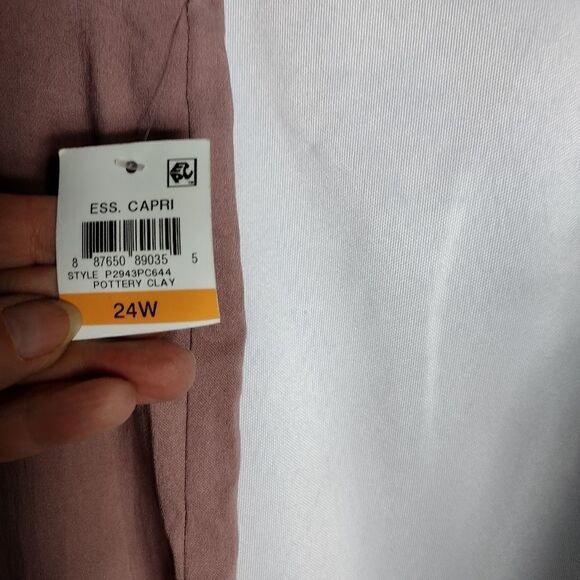 ESS. CAPRI
8 87650 89035 5
STYLE P2943PC644
POTTERY CLAY
24W